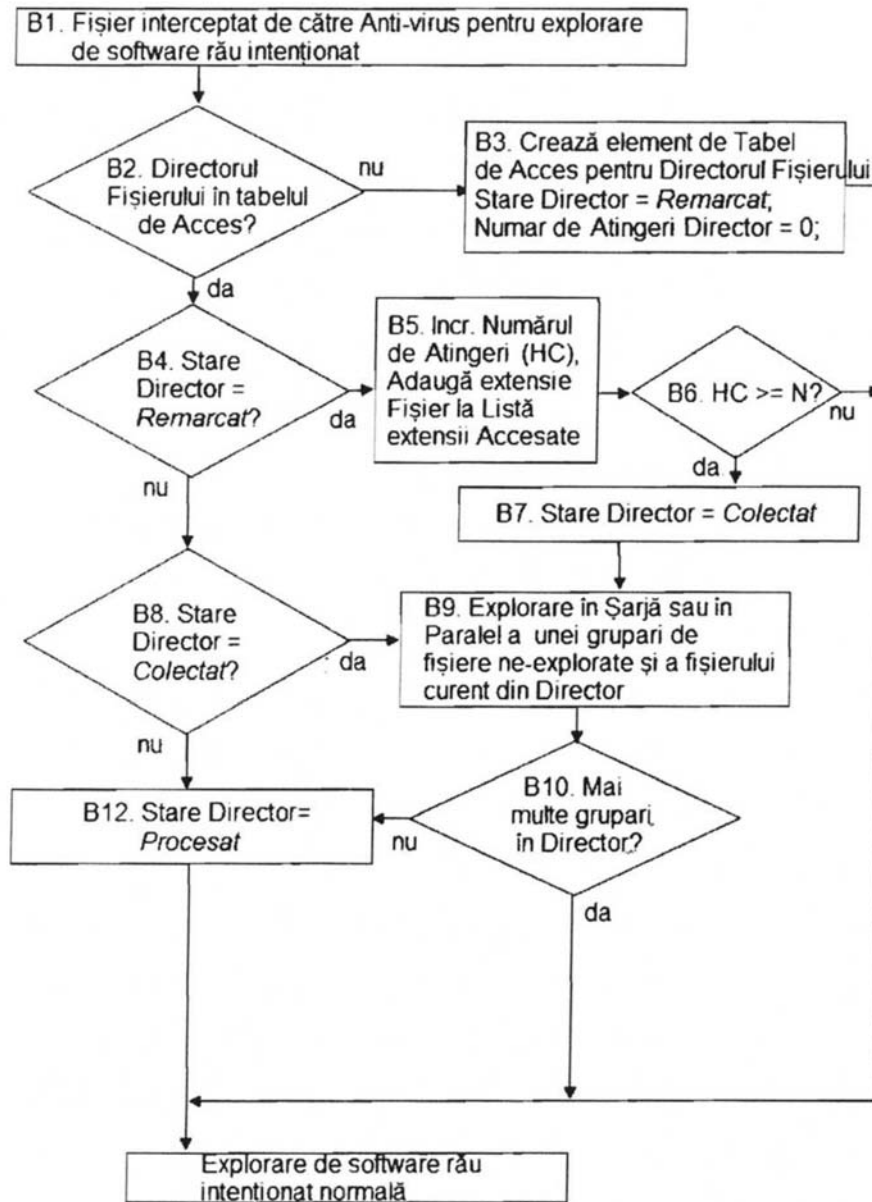 B1. Fișier interceptat de către Anti-virus pentru explorare
de software rău intenționat
B2. Directorul
Fișierului în tabelul
de Acces?
nu
B3. Crează element de Tabel
de Acces pentru Directorul Fișierului
Stare Director = Remarcat;
Numar de Atingeri Director = 0;
da
B4. Stare
Director =
Remarcat?
da
nu
B5. Incr. Numărul
de Atingeri (HC),
Adaugă extensie
Fișier la Listă
extensii Accesate
B6. HC >= N?
nu
da
B7. Stare Director = Colectat
B8. Stare
Director =
Colectat?
da
nu
B9. Explorare în Șarjă sau în
Paralel a unei grupari de
fișiere ne-explorate și a fișierului
curent din Director
B10. Mai
multe grupari
în Director?
nu
da
B12. Stare Director=
Procesat
Explorare de software rău
intentionat normală